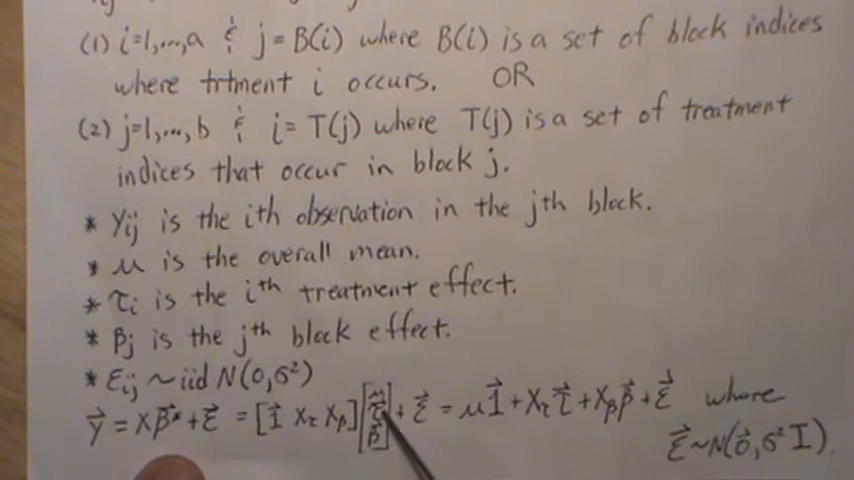 (1) i=1,...,a & j = B(i) where B(i) is a set of block indices
where trtment i occurs. OR
(2) j=1,...,b & i = T(j) where T(j) is a set of treatment
indices that occur in block j.
* Yij is the ith observation in the jth block.
* μ is the overall mean.
* τi is the ith treatment effect.
* βj is the jth block effect.
* εij ~ iid N(0,σ²)
y⃗ = Xβ⃗* + ε⃗ = [1⃗ Xτ Xβ][μ τ⃗ β⃗] + ε⃗ = μ1⃗ + Xτ τ⃗ + Xβ β⃗ + ε⃗ where
ε⃗ ~ N(0⃗, σ² I).